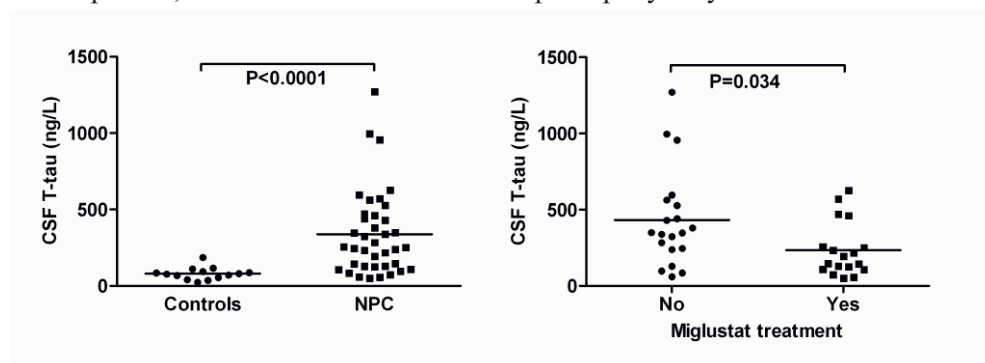 1500
1000
500
0
CSF T-tau (ng/L)
P<0.0001
Controls NPC
1500
1000
500
0
CSF T-tau (ng/L)
P=0.034
No Yes
Miglustat treatment